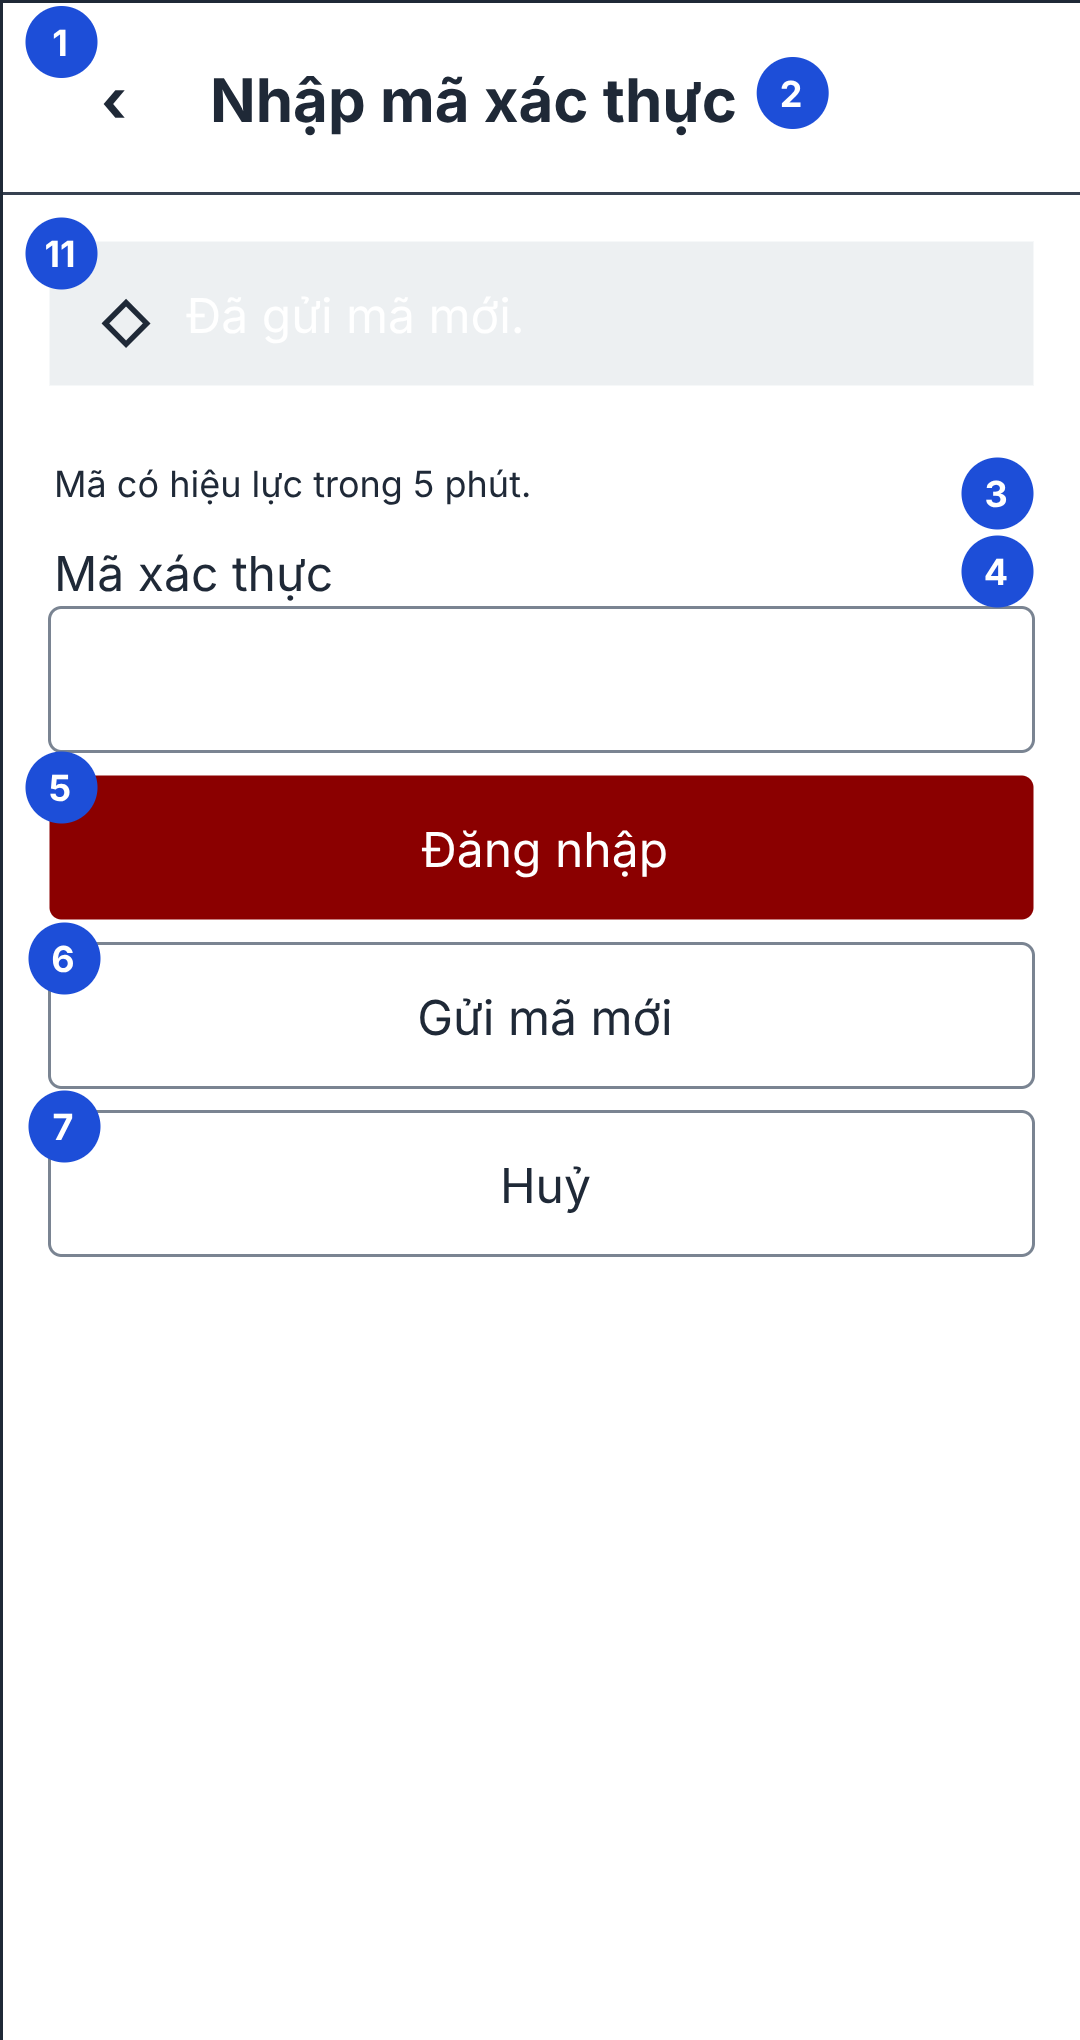 1
‹ Nhập mã xác thực 2
11
Đã gửi mã mới.
Mã có hiệu lực trong 5 phút. 3
Mã xác thực 4
5
Đăng nhập
6
Gửi mã mới
7
Huỷ